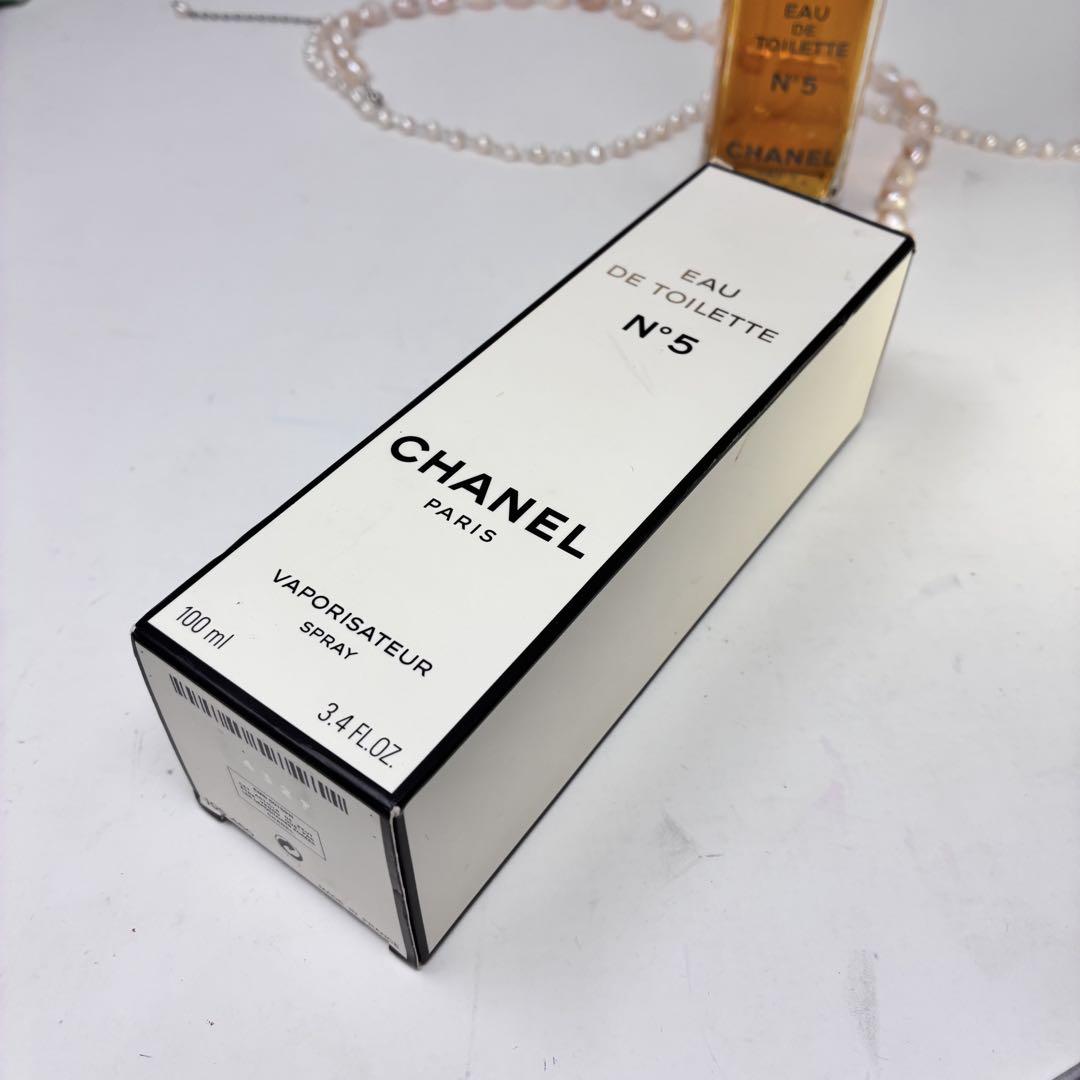 EAU
DE
TOILETTE
N°5
CHANEL
EAU
DE TOILETTE
N°5
CHANEL
PARIS
VAPORISATEUR
SPRAY
100 ml
3.4 FL.OZ.